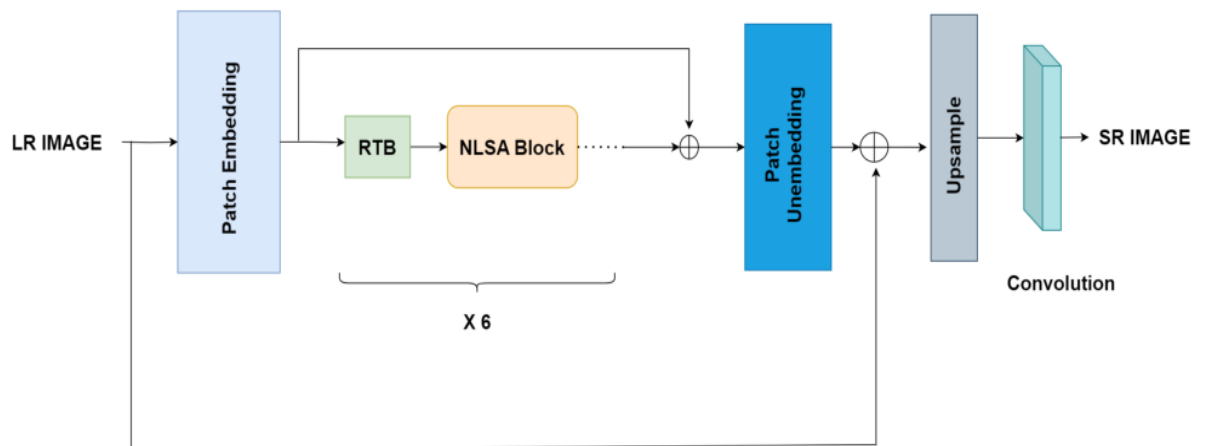 LR IMAGE
Patch Embedding
RTB
NLSA Block
X 6
Patch
Unembedding
Upsample
Convolution
SR IMAGE